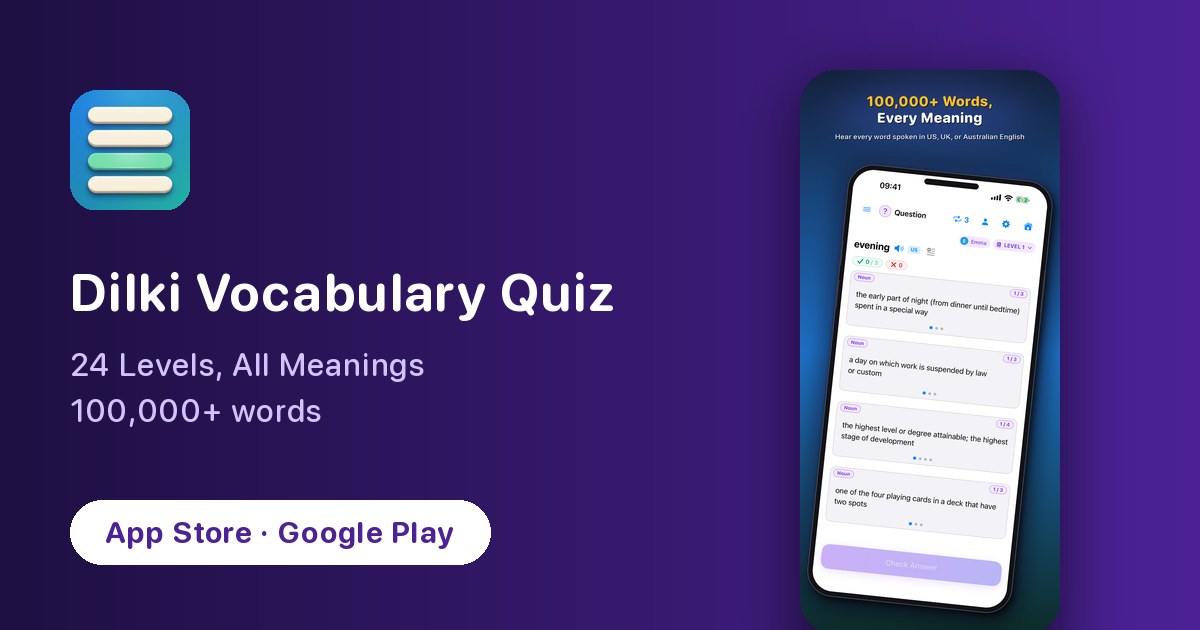 Dilki Vocabulary Quiz
24 Levels, All Meanings
100,000+ words
App Store · Google Play
100,000+ Words,
Every Meaning
Hear every word spoken in US, UK, or Australian English
09:41
? Question
3
evening
US
E Emma
LEVEL 1
0 / 3
0
Noun
1 / 3
the early part of night (from dinner until bedtime)
spent in a special way
Noun
1 / 3
a day on which work is suspended by law
or custom
Noun
1 / 4
the highest level or degree attainable; the highest
stage of development
Noun
1 / 3
one of the four playing cards in a deck that have
two spots
Check Answer